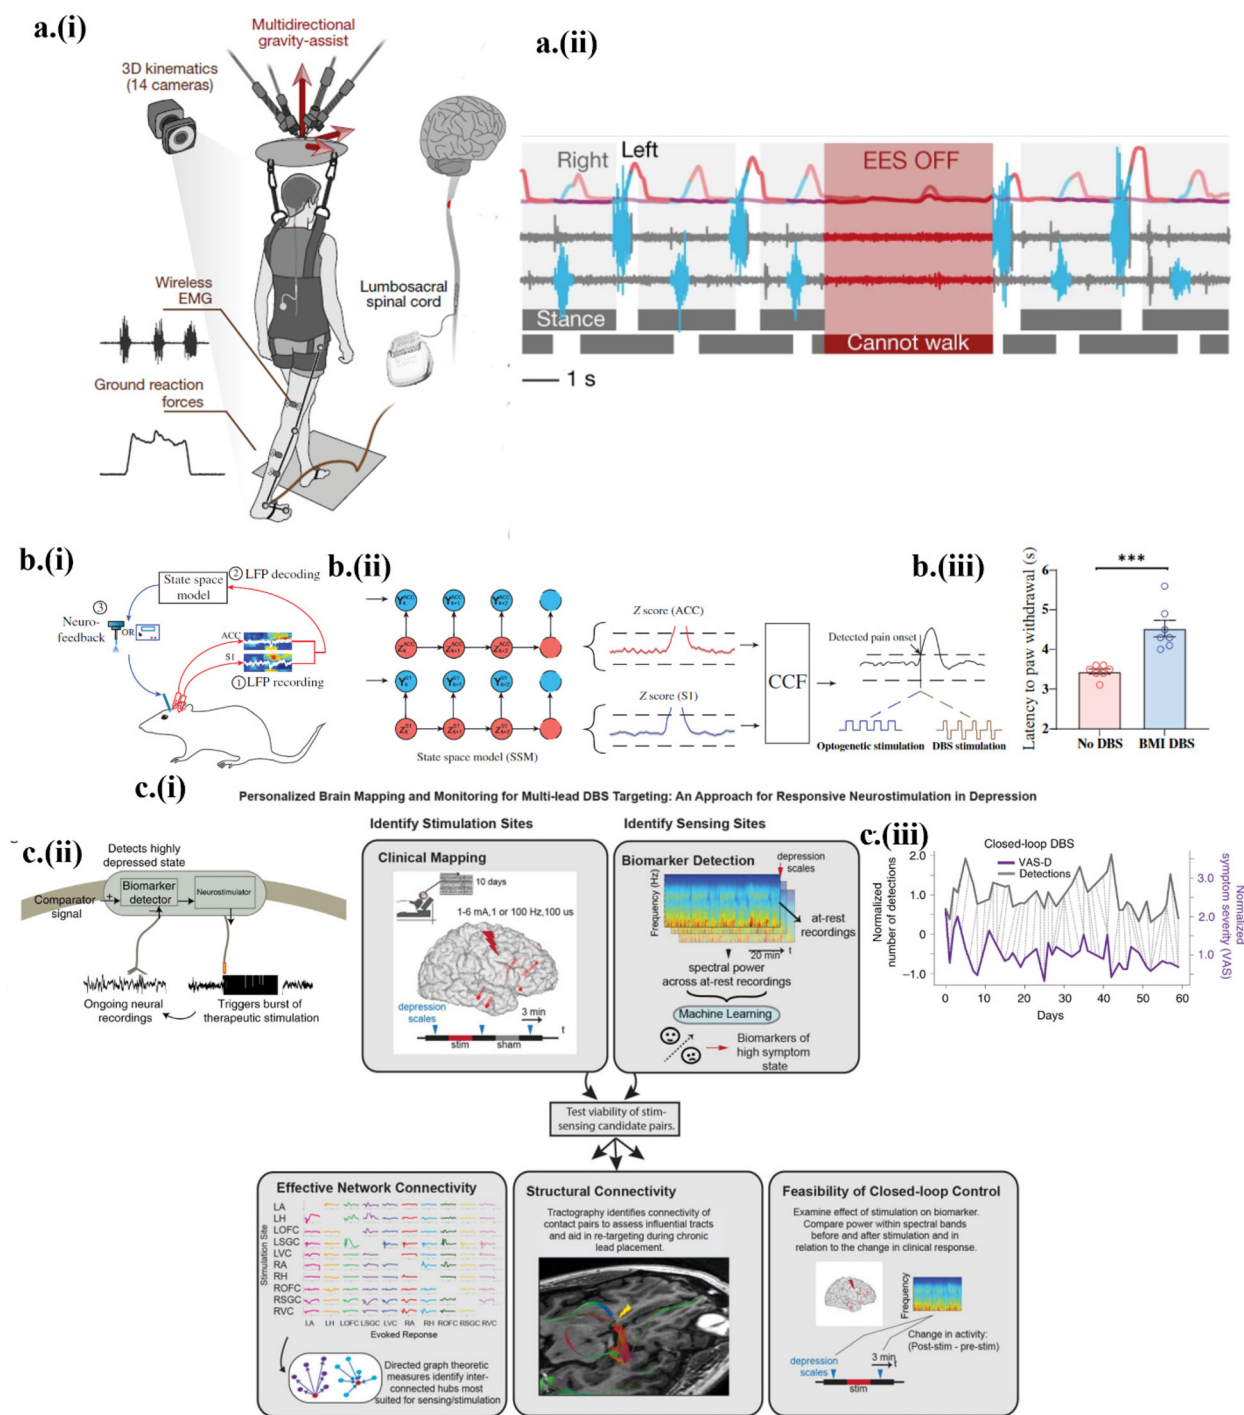 a.(i)
Multidirectional
gravity-assist
3D kinematics
(14 cameras)
Wireless
EMG
Lumbosacral
spinal cord
Ground reaction
forces
a.(ii)
Right
Left
EES OFF
Stance
Cannot walk
1 s
b.(i)
② LFP decoding
State space
model
③
Neuro-
feedback
OR
ACC
S1
① LFP recording
b.(ii)
Z score (ACC)
Z score (S1)
State space model (SSM)
CCF
Detected pain onset
Optogenetic stimulation
DBS stimulation
b.(iii)
Latency to paw withdrawal (s)
***
6
5
4
3
2
No DBS
BMI DBS
c.(i)
Personalized Brain Mapping and Monitoring for Multi-lead DBS Targeting: An Approach for Responsive Neurostimulation in Depression
Identify Stimulation Sites
Identify Sensing Sites
Clinical Mapping
10 days
1-6 mA,1 or 100 Hz,100 us
depression
scales
3 min
t
stim
sham
Biomarker Detection
depression
scales
Frequency (Hz)
at-rest
recordings
20 min
t
spectral power
across at-rest recordings
Machine Learning
Biomarkers of
high symptom
state
c.(ii)
Detects highly
depressed state
Comparator
signal
+
Biomarker
detector
Neurostimulator
Ongoing neural
recordings
Triggers burst of
therapeutic stimulation
c.(iii)
Closed-loop DBS
VAS-D
Detections
Normalized
number of detections
2.0
1.0
0
−1.0
3.0
2.0
1.0
Normalized
symptom severity (VAS)
0
10
20
30
40
50
60
Days
Test viability of stim-
sensing candidate pairs.
Effective Network Connectivity
Stimulation Site
LA
LH
LOFC
LSGC
LVC
RA
RH
ROFC
RSGC
RVC
LA LH LOFC LSGC LVC RA RH ROFC RSGC RVC
Evoked Reponse
Directed graph theoretic
measures identify inter-
connected hubs most
suited for sensing/stimulation
Structural Connectivity
Tractography identifies connectivity of
contact pairs to assess influential tracts
and aid in re-targeting during chronic
lead placement.
Feasibility of Closed-loop Control
Examine effect of stimulation on biomarker.
Compare power within spectral bands
before and after stimulation and in
relation to the change in clinical response.
Frequency
Change in activity:
(Post-stim - pre-stim)
depression
scales
3 min
t
stim